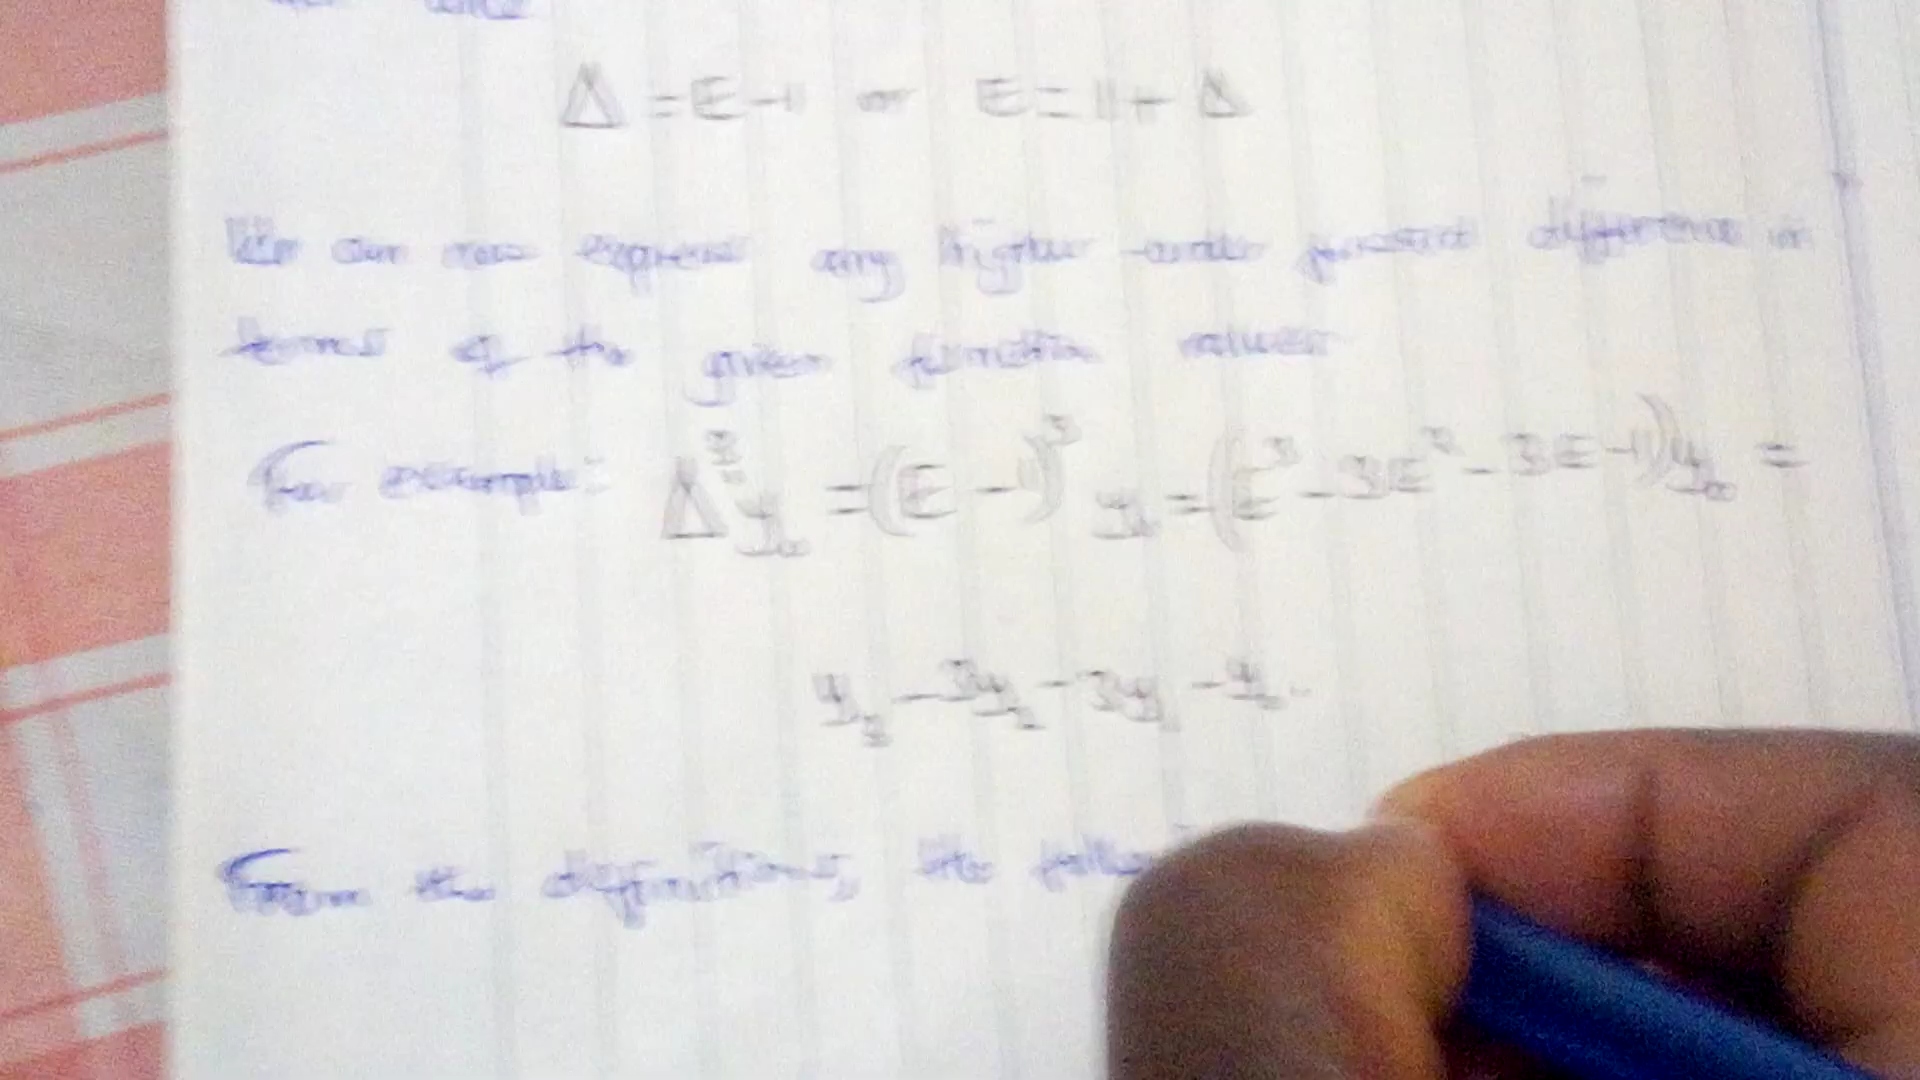 Δ = E - 1 or E = 1 + Δ
We can now express any higher order forward difference in
terms of the given function values
For example: Δ³y₀ = (E - 1)³ y₀ = (E³ - 3E² - 3E - 1)y₀ =
y₃ - 3y₂ - 3y₁ - y₀.
From the definitions, the